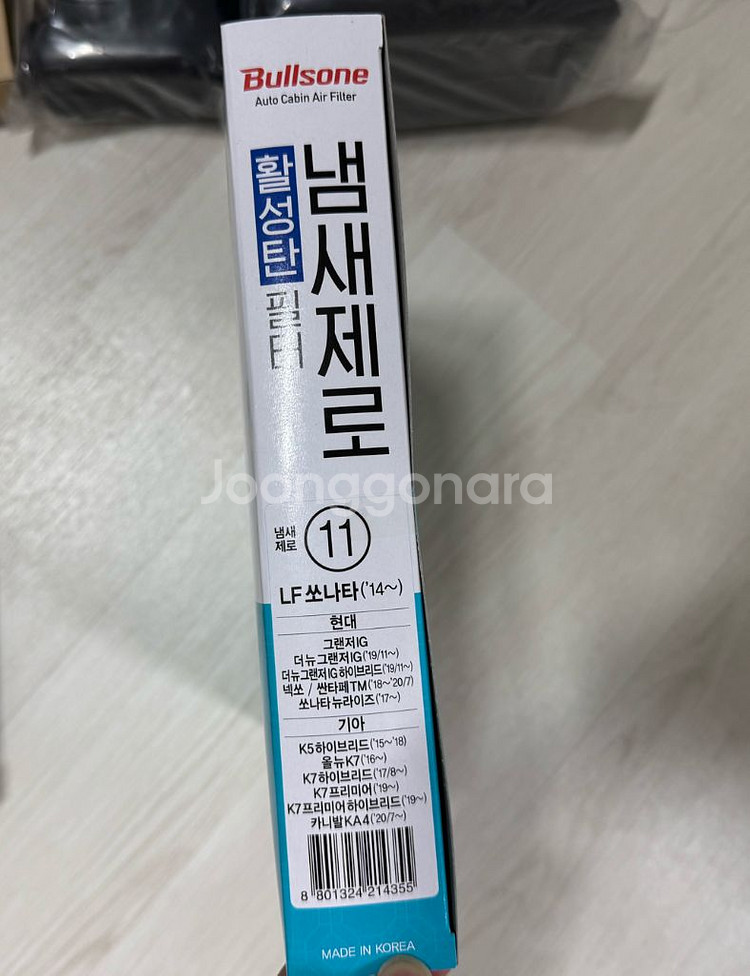 Bullsone
Auto Cabin Air Filter
냄새제로
활성탄필터
Joonggonara
냄새
제로
11
LF쏘나타('14~)
현대
그랜저IG
더뉴그랜저IG('19/11~)
더뉴그랜저IG하이브리드('19/11~)
넥쏘 / 싼타페TM('18~'20/7)
쏘나타뉴라이즈('17~)
기아
K5하이브리드('15~'18)
올뉴K7('16~)
K7하이브리드('17/8~)
K7프리미어('19~)
K7프리미어하이브리드('19~)
카니발KA4('20/7~)
8 801324 214355
MADE IN KOREA